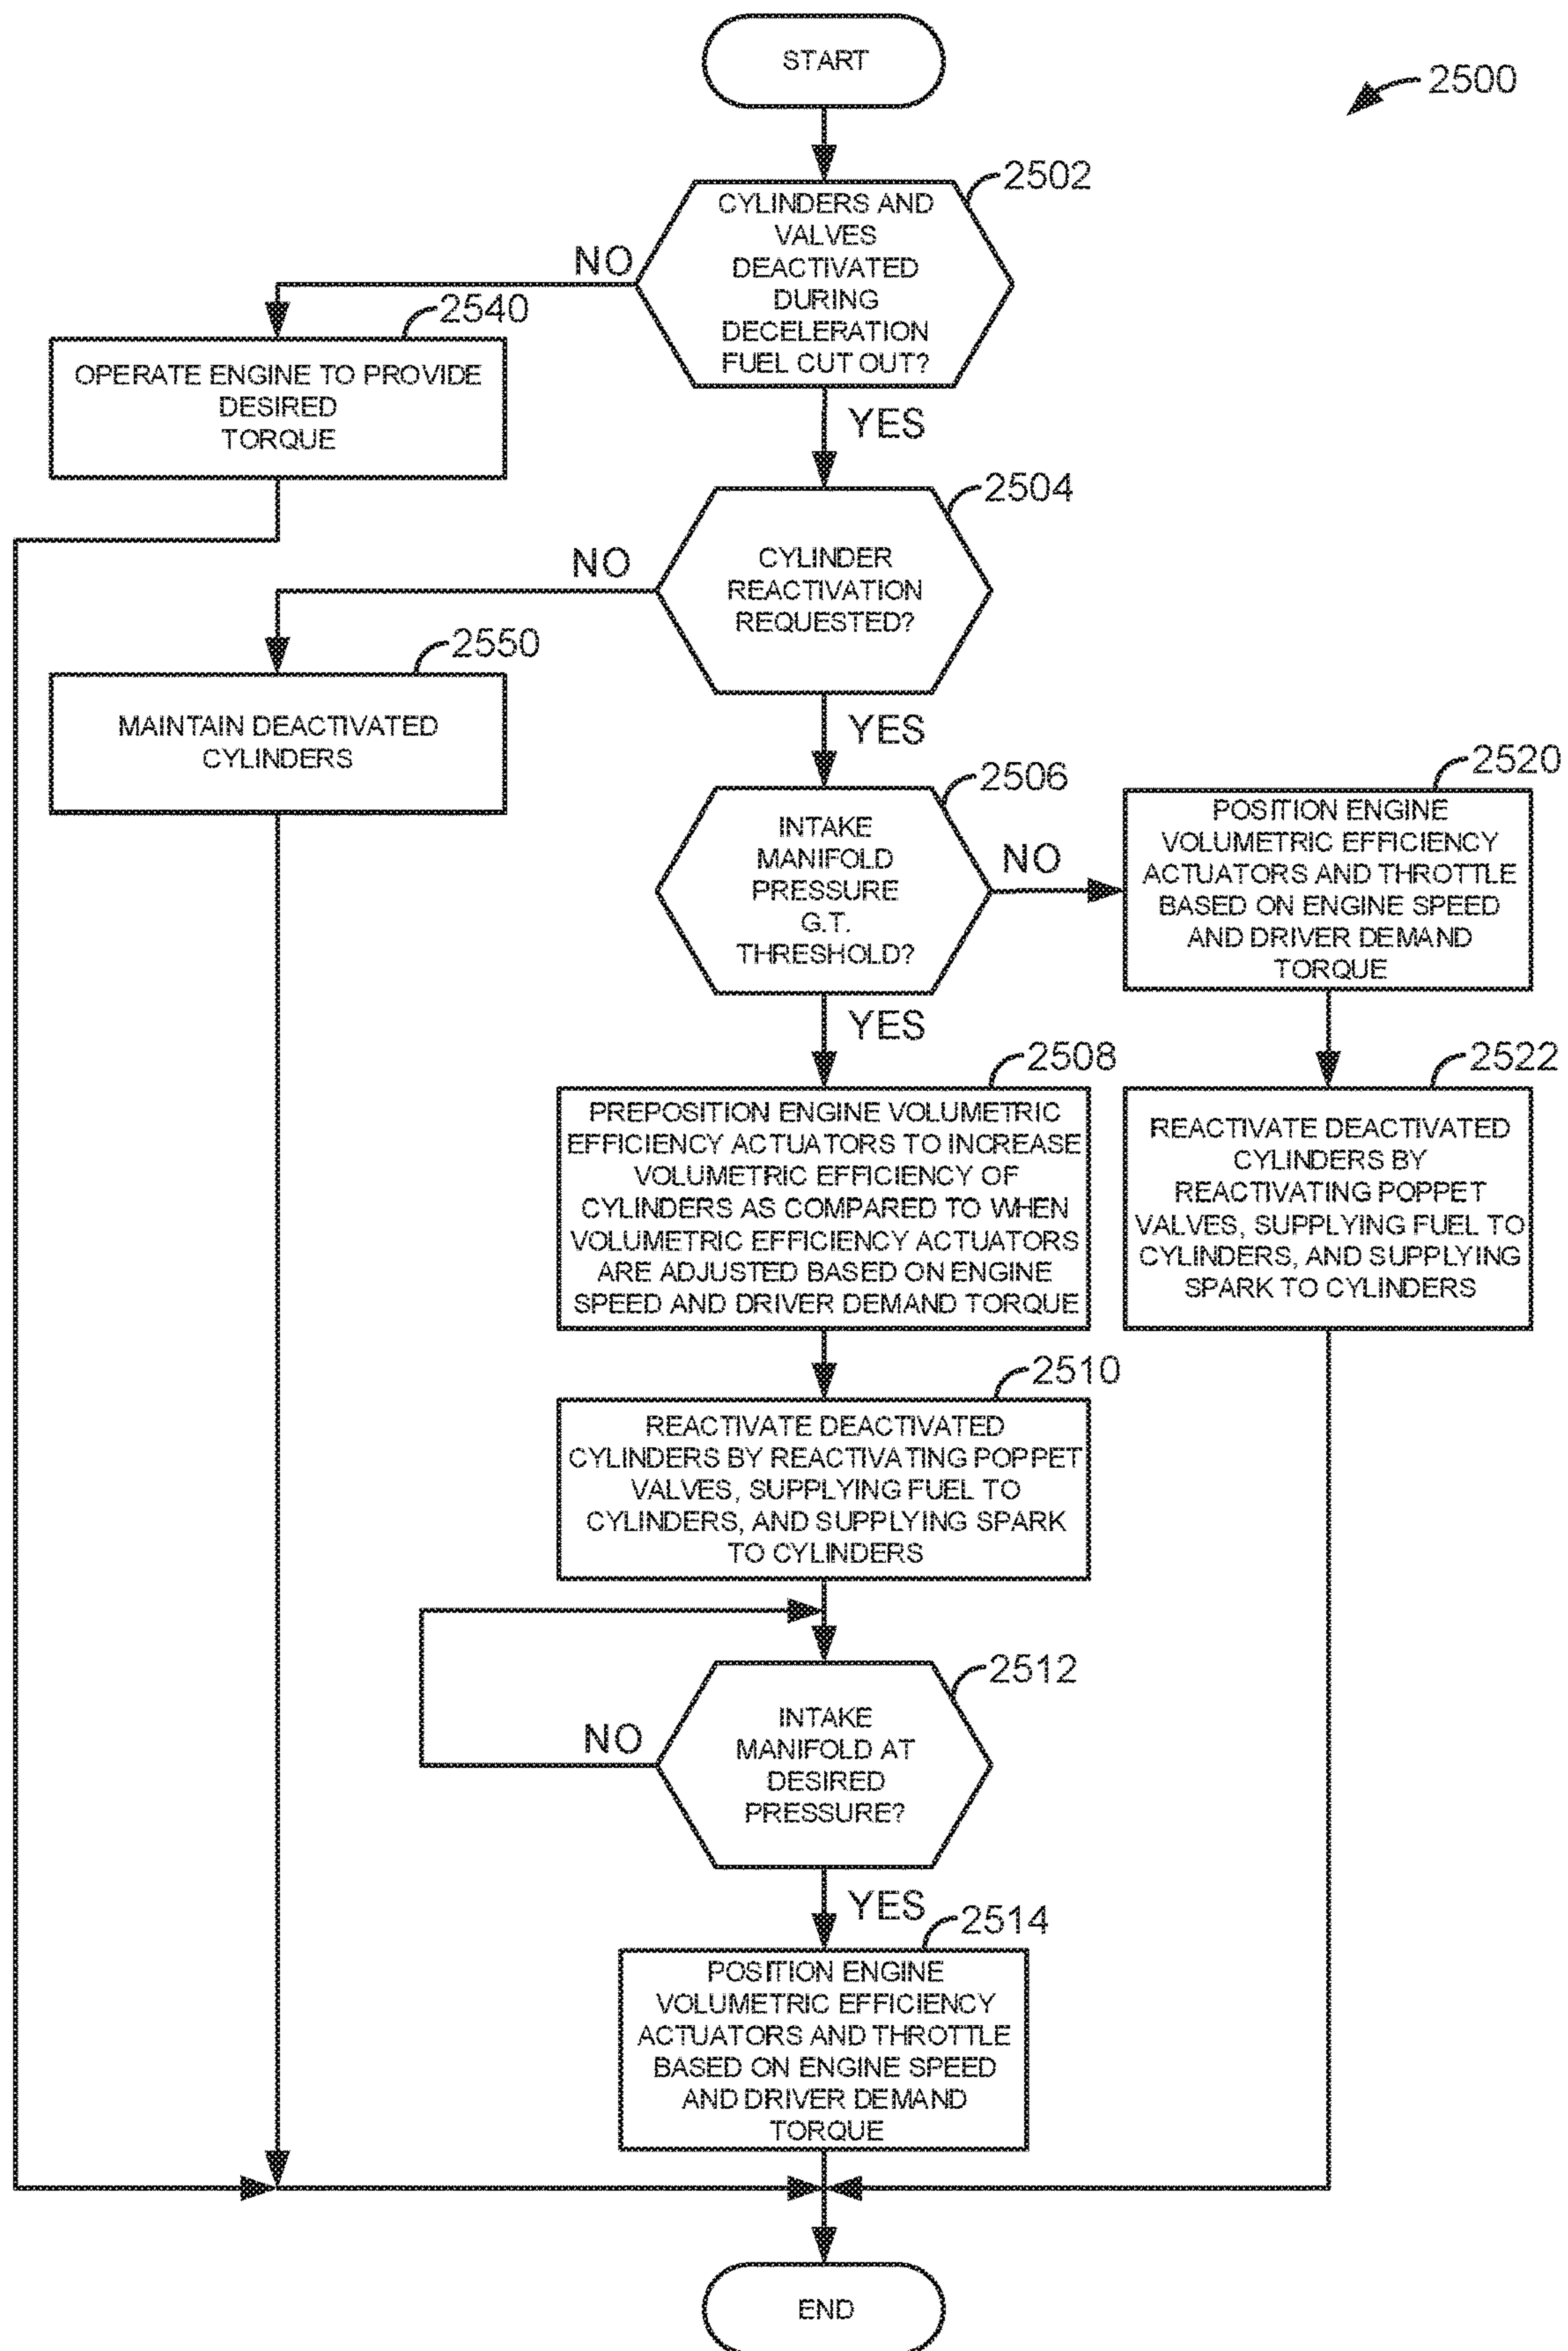 START
2500
2502
CYLINDERS AND
VALVES
DEACTIVATED
DURING
DECELERATION
FUEL CUT OUT?
NO
2540
OPERATE ENGINE TO PROVIDE
DESIRED
TORQUE
YES
2504
CYLINDER
REACTIVATION
REQUESTED?
NO
2550
MAINTAIN DEACTIVATED
CYLINDERS
YES
2506
INTAKE
MANIFOLD
PRESSURE
G.T.
THRESHOLD?
NO
2520
POSITION ENGINE
VOLUMETRIC EFFICIENCY
ACTUATORS AND THROTTLE
BASED ON ENGINE SPEED
AND DRIVER DEMAND
TORQUE
YES
2508
PREPOSITION ENGINE VOLUMETRIC
EFFICIENCY ACTUATORS TO INCREASE
VOLUMETRIC EFFICIENCY OF
CYLINDERS AS COMPARED TO WHEN
VOLUMETRIC EFFICIENCY ACTUATORS
ARE ADJUSTED BASED ON ENGINE
SPEED AND DRIVER DEMAND TORQUE
2522
REACTIVATE DEACTIVATED
CYLINDERS BY
REACTIVATING POPPET
VALVES, SUPPLYING FUEL TO
CYLINDERS, AND SUPPLYING
SPARK TO CYLINDERS
2510
REACTIVATE DEACTIVATED
CYLINDERS BY REACTIVATING POPPET
VALVES, SUPPLYING FUEL TO
CYLINDERS, AND SUPPLYING SPARK
TO CYLINDERS
2512
INTAKE
MANIFOLD AT
DESIRED
PRESSURE?
NO
YES
2514
POSITION ENGINE
VOLUMETRIC EFFICIENCY
ACTUATORS AND THROTTLE
BASED ON ENGINE SPEED
AND DRIVER DEMAND
TORQUE
END